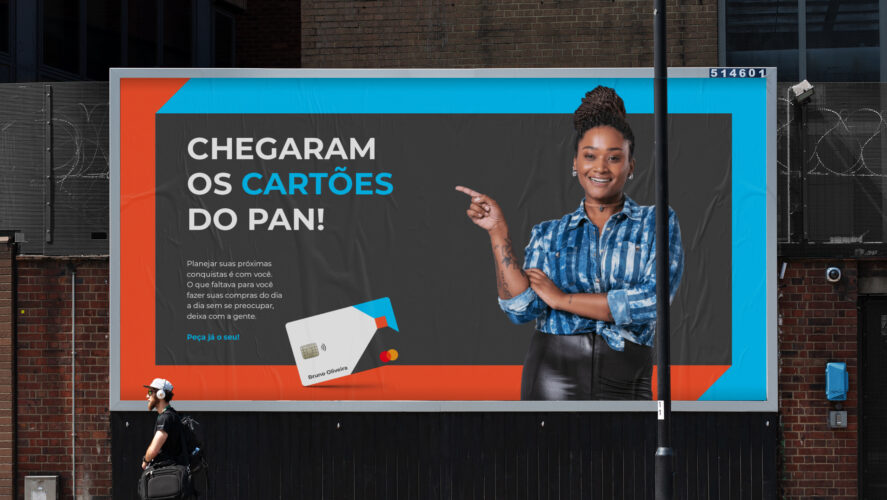 514601
CHEGARAM
OS CARTÕES
DO PAN!
Planejar suas próximas
conquistas é com você.
O que faltava para você
fazer suas compras do dia
a dia sem se preocupar,
deixa com a gente.
Peça já o seu!
Bruno Oliveira